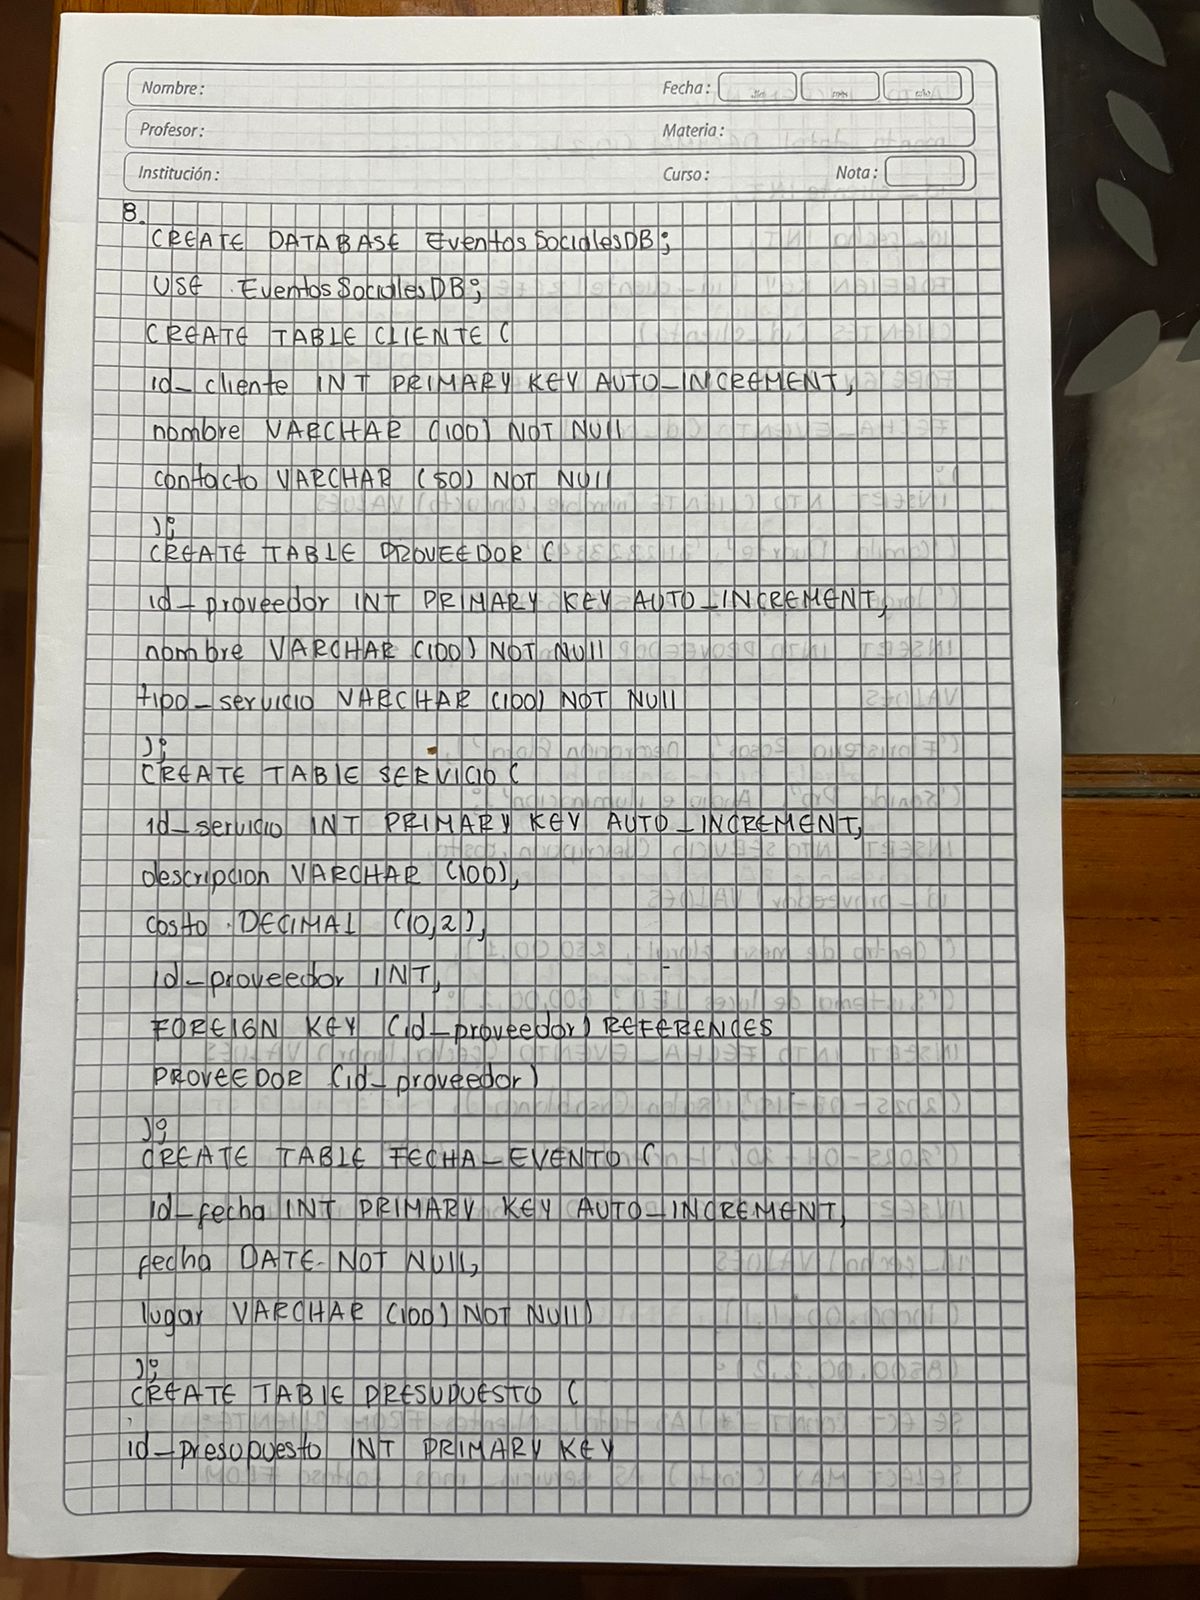 Nombre:
Fecha:
Profesor:
Materia:
Institución:
Curso:
Nota:
8.
CREATE DATABASE EventosSocialesDB;
USE EventosSocialesDB;
CREATE TABLE CLIENTE (
id_cliente INT PRIMARY KEY AUTO_INCREMENT,
nombre VARCHAR (100) NOT NULL
contacto VARCHAR (50) NOT NULL
);
CREATE TABLE PROVEEDOR (
id_proveedor INT PRIMARY KEY AUTO_INCREMENT,
nombre VARCHAR (100) NOT NULL
tipo_servicio VARCHAR (100) NOT NULL
);
CREATE TABLE SERVICIO (
id_servicio INT PRIMARY KEY AUTO_INCREMENT,
descripcion VARCHAR (100),
costo DECIMAL (10,2),
id_proveedor INT,
FOREIGN KEY (id_proveedor) REFERENCES
PROVEEDOR (id_proveedor)
);
CREATE TABLE FECHA_EVENTO (
id_fecha INT PRIMARY KEY AUTO_INCREMENT,
fecha DATE NOT NULL,
lugar VARCHAR (100) NOT NULL)
);
CREATE TABLE PRESUPUESTO (
id_presupuesto INT PRIMARY KEY